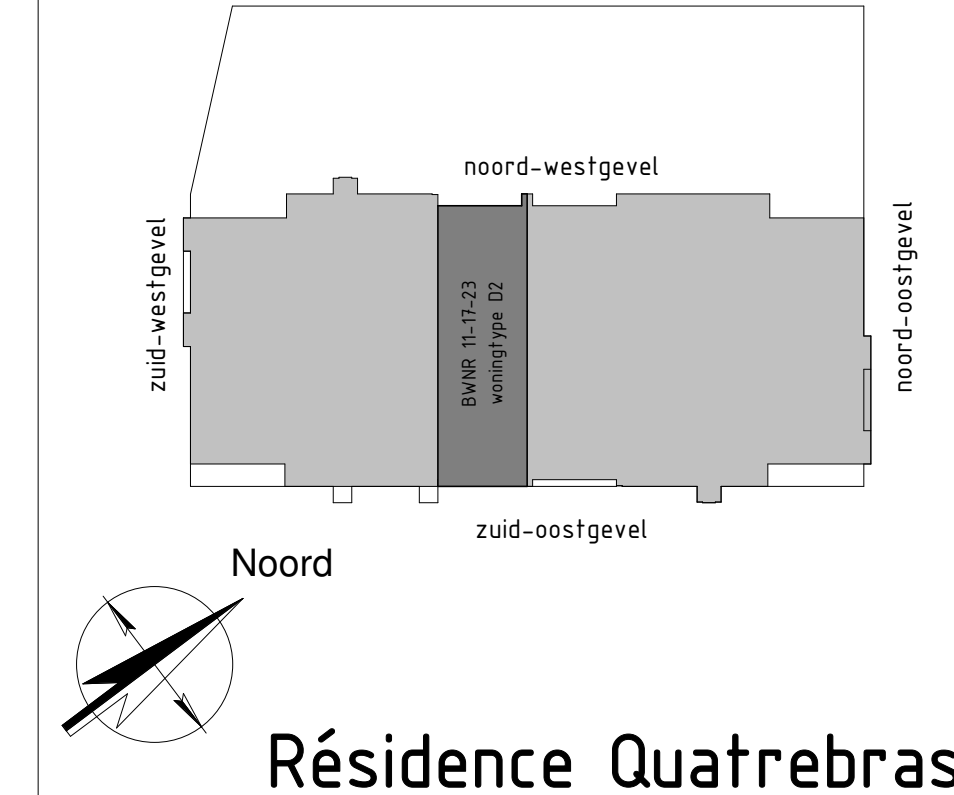 noord-westgevel
zuid-westgevel
BWNR 11-17-23
woningtype D2
noord-oostgevel
zuid-oostgevel
Noord
Résidence Quatrebras